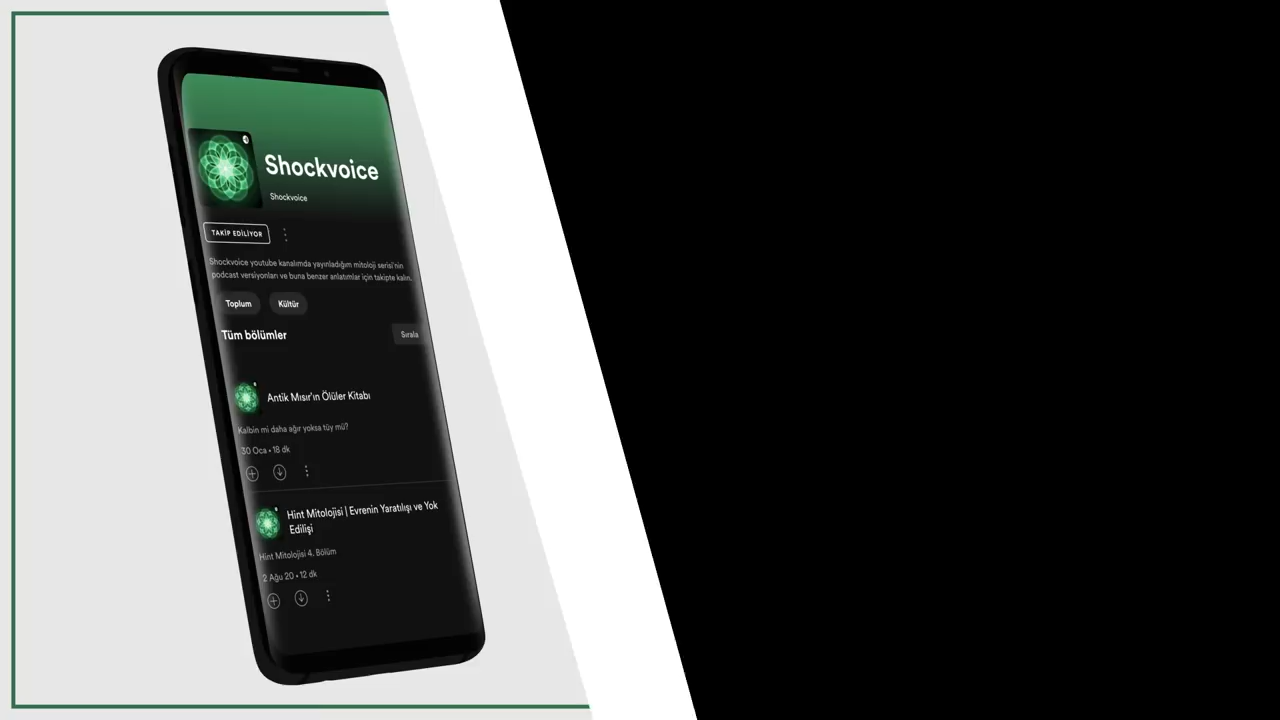 Shockvoice
Shockvoice
TAKİP EDİLİYOR
Shockvoice youtube kanalımda yayınladığım mitoloji serisi'nin
podcast versiyonları ve buna benzer anlatımlar için takipte kalın.
Toplum
Kültür
Tüm bölümler
Sırala
Antik Mısır'ın Ölüler Kitabı
Kalbin mi daha ağır yoksa tüy mü?
30 Oca • 18 dk
Hint Mitolojisi | Evrenin Yaratılışı ve Yok
Edilişi
Hint Mitolojisi 4. Bölüm
2 Ağu 20 • 12 dk